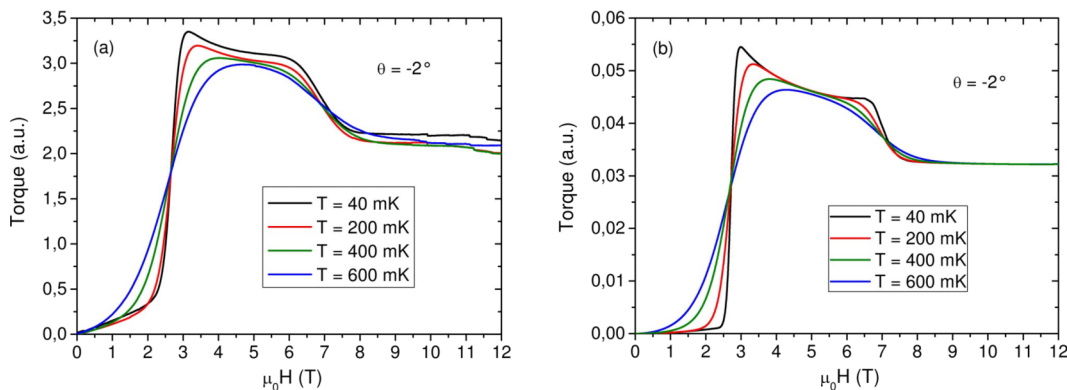 (a)
θ = -2°
Torque (a.u.)
3,5
3,0
2,5
2,0
1,5
1,0
0,5
0,0
T = 40 mK
T = 200 mK
T = 400 mK
T = 600 mK
0 1 2 3 4 5 6 7 8 9 10 11 12
μ₀H (T)
(b)
θ = -2°
Torque (a.u.)
0,06
0,05
0,04
0,03
0,02
0,01
0,00
T = 40 mK
T = 200 mK
T = 400 mK
T = 600 mK
0 1 2 3 4 5 6 7 8 9 10 11 12
μ₀H (T)